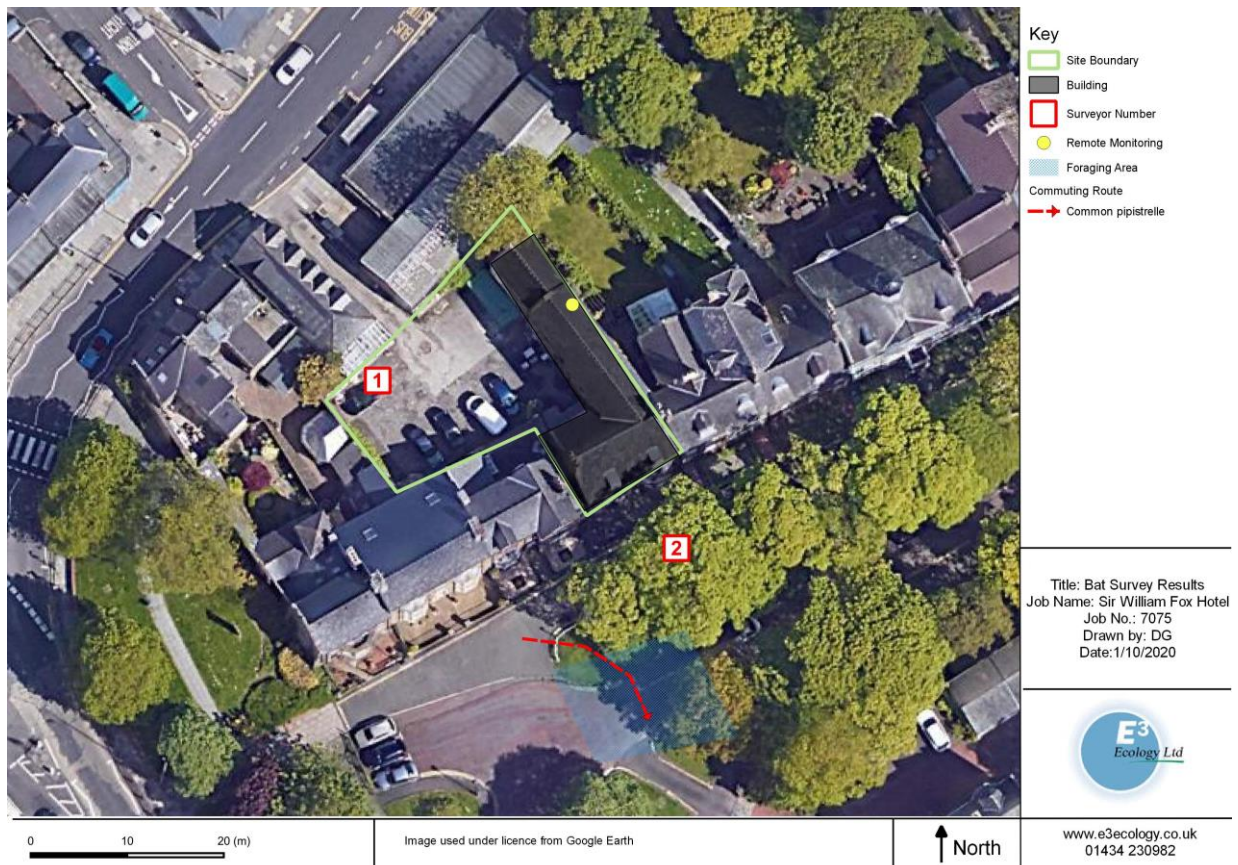 Key
Site Boundary
Building
Surveyor Number
Remote Monitoring
Foraging Area
Commuting Route
Common pipistrelle
1
2
Title: Bat Survey Results
Job Name: Sir William Fox Hotel
Job No.: 7075
Drawn by: DG
Date:1/10/2020
E3
Ecology Ltd
0 10 20 (m)
Image used under licence from Google Earth
North
www.e3ecology.co.uk
01434 230982